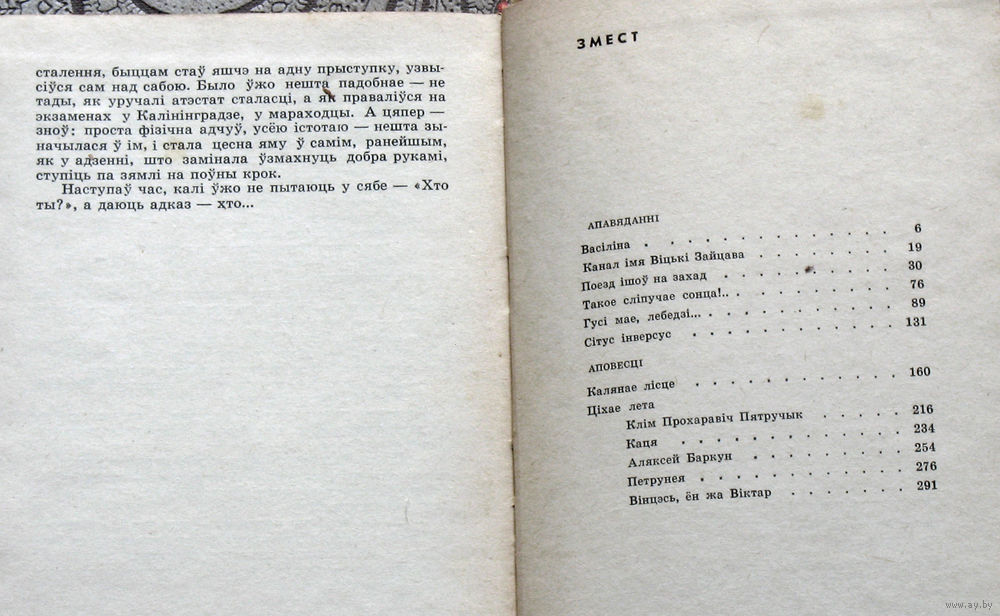 сталення, быццам стаў яшчэ на адну прыступку, узвы-
сіўся сам над сабою. Было ўжо нешта падобнае — не
тады, як уручалі атэстат сталасці, а як праваліўся на
экзаменах у Калінінградзе, у мараходцы. А цяпер —
зноў: проста фізічна адчуў, усёю істотаю — нешта зы-
начылася ў ім, і стала цесна яму ў самім, ранейшым,
як у адзенні, што замінала ўзмахнуць добра рукамі,
ступіць па зямлі на поўны крок.
Наступаў час, калі ўжо не пытаюць у сябе — «Хто
ты?», а даюць адказ — хто...
ЗМЕСТ
АПАВЯДАННІ
Васіліна . . . . . . . . . . . . . 6
Канал імя Віцькі Зайцава . . . . . . . . 19
Поезд ішоў на захад . . . . . . . . . . 30
Такое сліпучае сонца!.. . . . . . . . . . 76
Гусі мае, лебедзі... . . . . . . . . . . 89
Сітус інверсус . . . . . . . . . . . 131
АПОВЕСЦІ
Калянае лісце . . . . . . . . . . . 160
Ціхае лета
Клім Прохаравіч Пятручык . . . . . . 216
Каця . . . . . . . . . . . 234
Аляксей Баркун . . . . . . . . . 254
Петрунея . . . . . . . . . . 276
Вінцэсь, ён жа Віктар . . . . . . . 291
www.ay.by